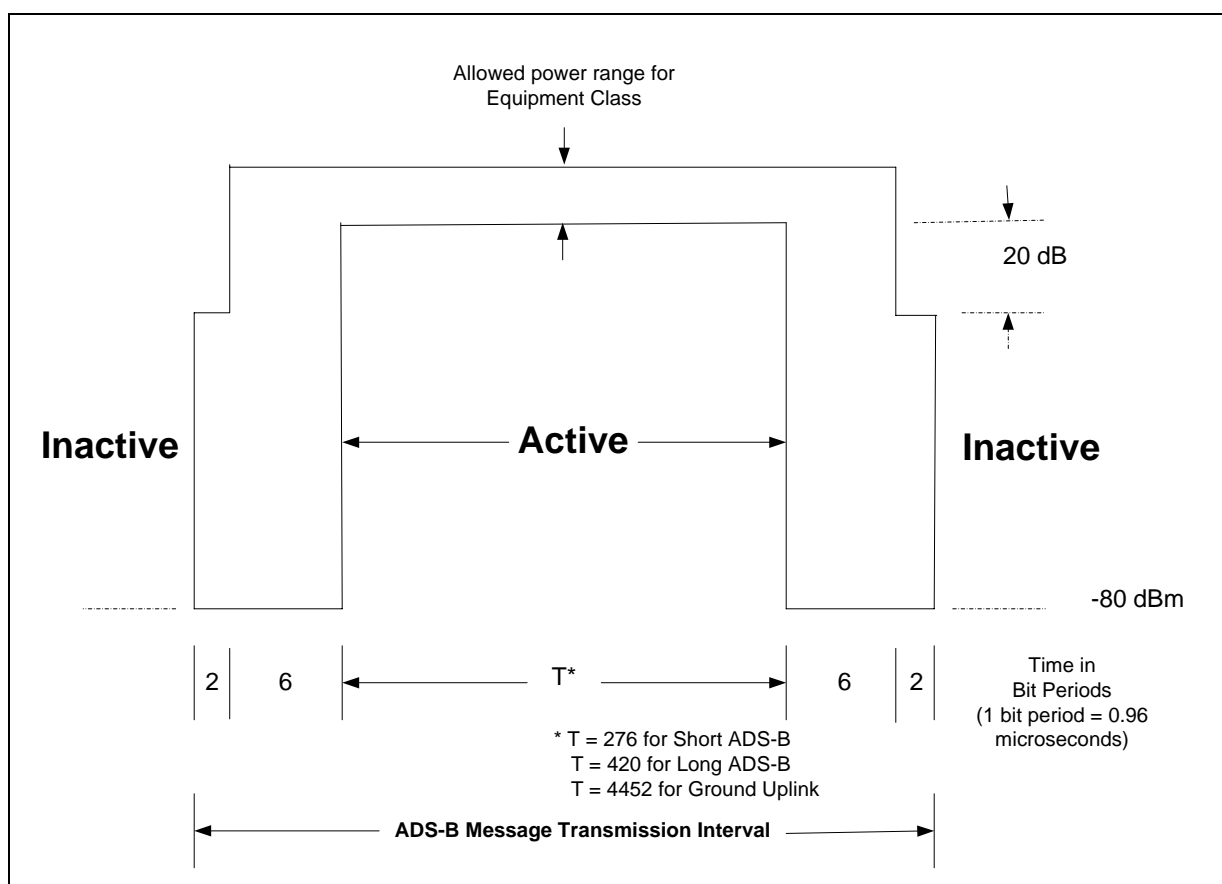 Allowed power range for
Equipment Class
20 dB
Inactive
Active
Inactive
-80 dBm
2
6
T*
6
2
Time in
Bit Periods
(1 bit period = 0.96
microseconds)
* T = 276 for Short ADS-B
T = 420 for Long ADS-B
T = 4452 for Ground Uplink
ADS-B Message Transmission Interval